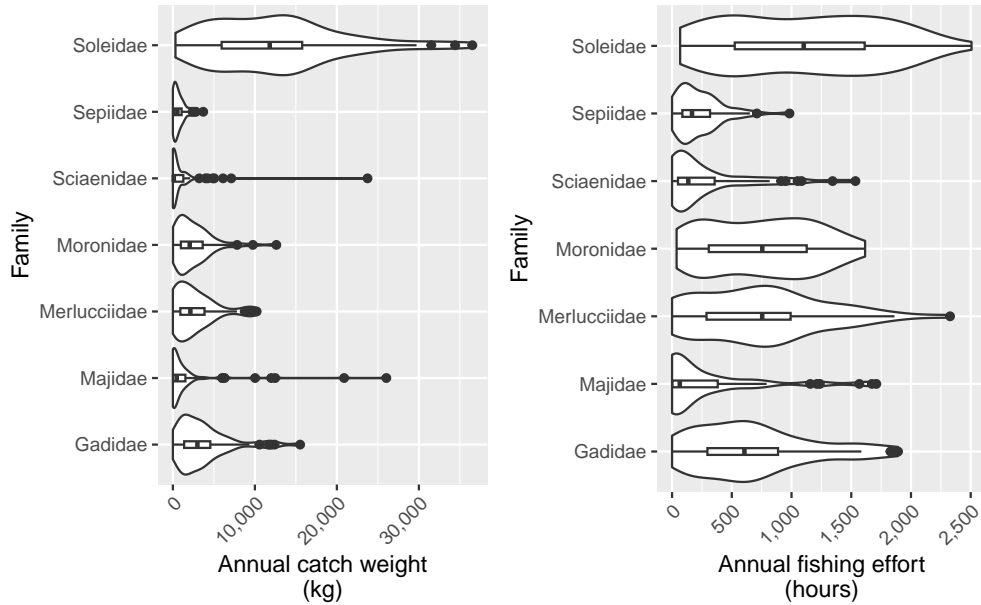 Family
Soleidae
Sepiidae
Sciaenidae
Moronidae
Merlucciidae
Majidae
Gadidae
0
10,000
20,000
30,000
Annual catch weight
(kg)
Family
Soleidae
Sepiidae
Sciaenidae
Moronidae
Merlucciidae
Majidae
Gadidae
0
500
1,000
1,500
2,000
2,500
Annual fishing effort
(hours)